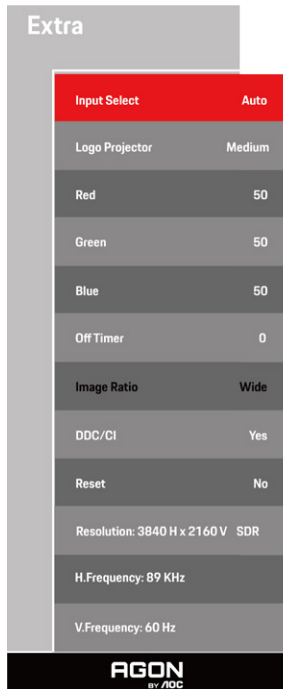 Extra
Input Select Auto
Logo Projector Medium
Red 50
Green 50
Blue 50
Off Timer 0
Image Ratio Wide
DDC/CI Yes
Reset No
Resolution: 3840 H x 2160 V SDR
H.Frequency: 89 KHz
V.Frequency: 60 Hz
AGON
BY AOC